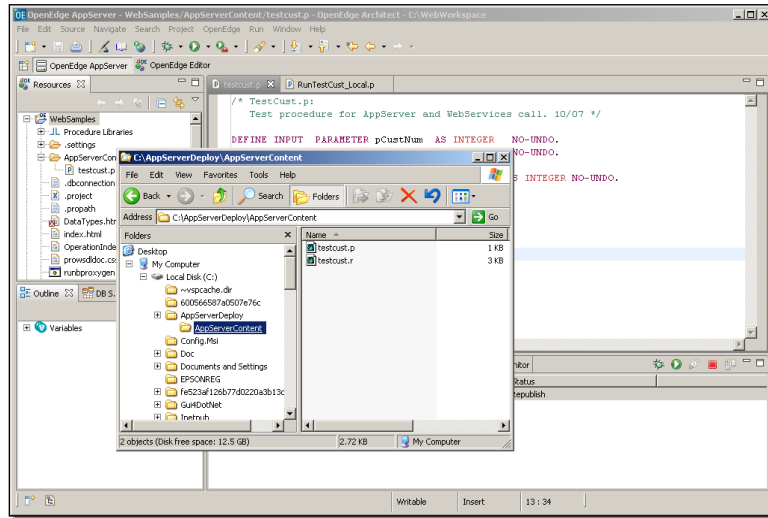 OpenEdge AppServer - WebSamples/AppServerContent/testcust.p - OpenEdge Architect - C:\WebWorkspace
File Edit Source Navigate Search Project OpenEdge Run Window Help
OpenEdge AppServer OpenEdge Editor
Resources
testcust.p RunTestCust_Local.p
WebSamples
Procedure Libraries
.settings
AppServerCon
testcust.p
.dbconnection
.project
.propath
DataTypes.htm
index.html
OperationInde
prowsdldoc.cs
runbproxygen
/* TestCust.p:
Test procedure for AppServer and WebServices call. 10/07 */
DEFINE INPUT PARAMETER pCustNum AS INTEGER NO-UNDO.
NO-UNDO.
S INTEGER NO-UNDO.
Outline DB S.
Variables
C:\AppServerDeploy\AppServerContent
File Edit View Favorites Tools Help
Back Search Folders
Address C:\AppServerDeploy\AppServerContent Go
Folders
Name Size
Desktop
My Computer
Local Disk (C:)
~vspcache.dir
600566587a0507e76c
AppServerDeploy
AppServerContent
Config.Msi
Doc
Documents and Settings
EPSONREG
fe523af126b77d0220a3b13c
Gui4DotNet
Inetpub
testcust.p 1 KB
testcust.r 3 KB
2 objects (Disk free space: 12.5 GB) 2.72 KB My Computer
nitor
Status
Republish
Writable Insert 13 : 34